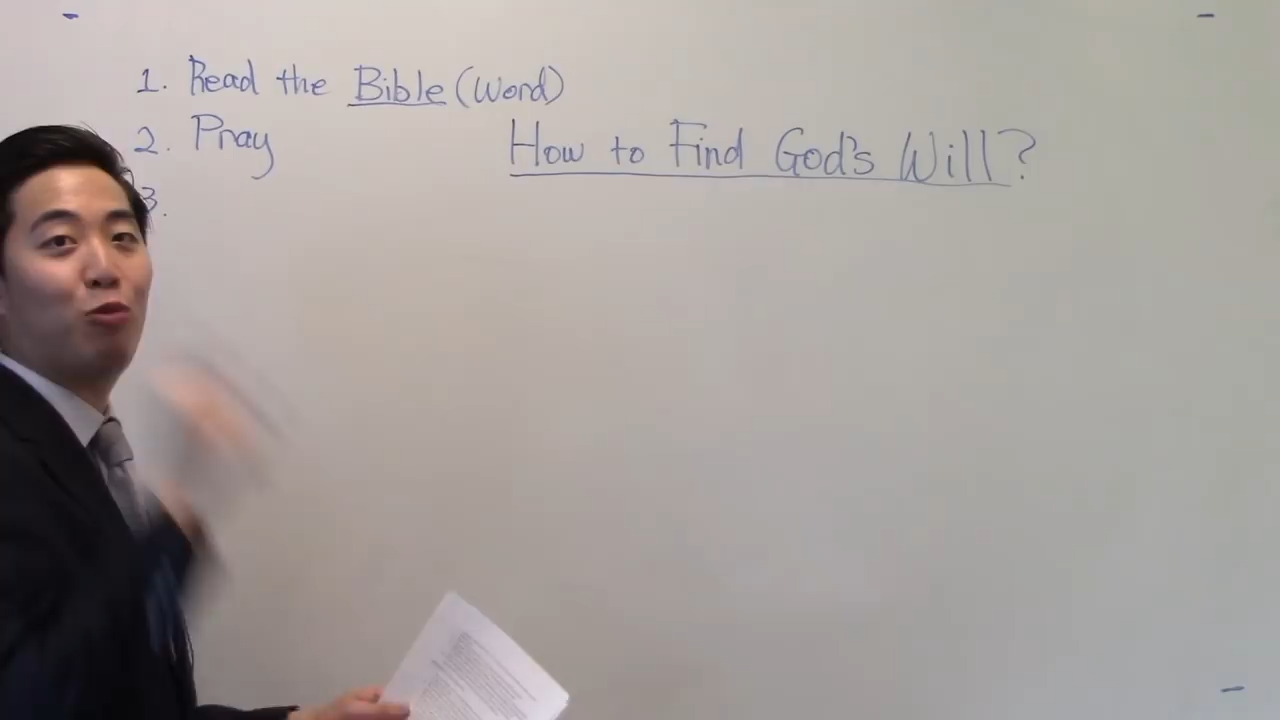 1. Read the Bible (Word)
2. Pray
How to Find God's Will?
3.